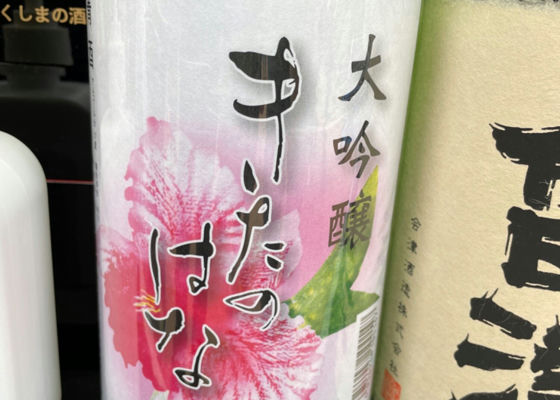 くしまの酒
大吟醸
きたの
はな
会津酒造株式会社